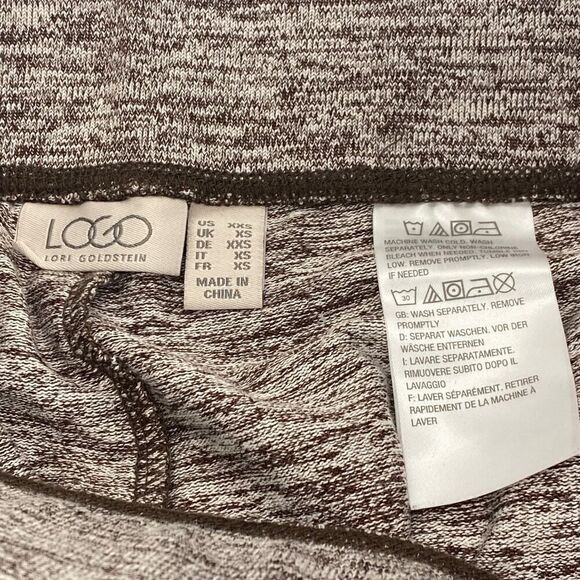 LOGO
LORI GOLDSTEIN
US XXS
UK XS
DE XXS
IT XS
FR XS
MADE IN
CHINA
MACHINE WASH COLD. WASH
SEPARATELY. ONLY NON-CHLORINE
BLEACH WHEN NEEDED. TUMBLE DRY
LOW. REMOVE PROMPTLY. LOW IRON
IF NEEDED
30
GB: WASH SEPARATELY. REMOVE
PROMPTLY
D: SEPARAT WASCHEN. VOR DER
WÄSCHE ENTFERNEN
I: LAVARE SEPARATAMENTE.
RIMUOVERE SUBITO DOPO IL
LAVAGGIO
F: LAVER SÉPARÉMENT. RETIRER
RAPIDEMENT DE LA MACHINE À
LAVER